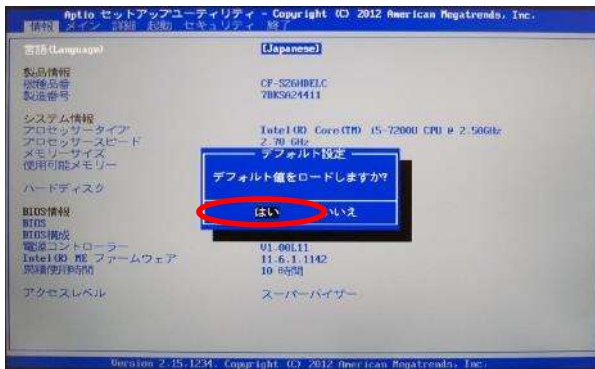 Aptio セットアップユーティリティ - Copyright (C) 2012 American Megatrends, Inc.
情報 メイン 詳細 起動 セキュリティ 終了
言語(Language) [Japanese]
製品情報
機種品番 CF-SZ6HBELC
製造番号 7BKSA24411
システム情報
プロセッサータイプ Intel(R) Core(TM) i5-7200U CPU @ 2.50GHz
プロセッサースピード 2.70 GHz
メモリーサイズ
使用可能メモリー
デフォルト設定
デフォルト値をロードしますか?
はい いいえ
ハードディスク
BIOS情報
BIOS
BIOS構成
電源コントローラー V1.00L11
Intel(R) ME ファームウェア 11.6.1.1142
累積使用時間 10 時間
アクセスレベル スーパーバイザー
Version 2.15.1234. Copyright (C) 2012 American Megatrends, Inc.